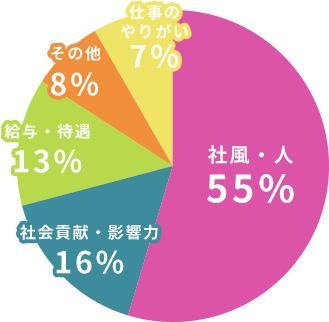 仕事の
やりがい
7%
その他
8%
給与・待遇
13%
社風・人
55%
社会貢献・影響力
16%